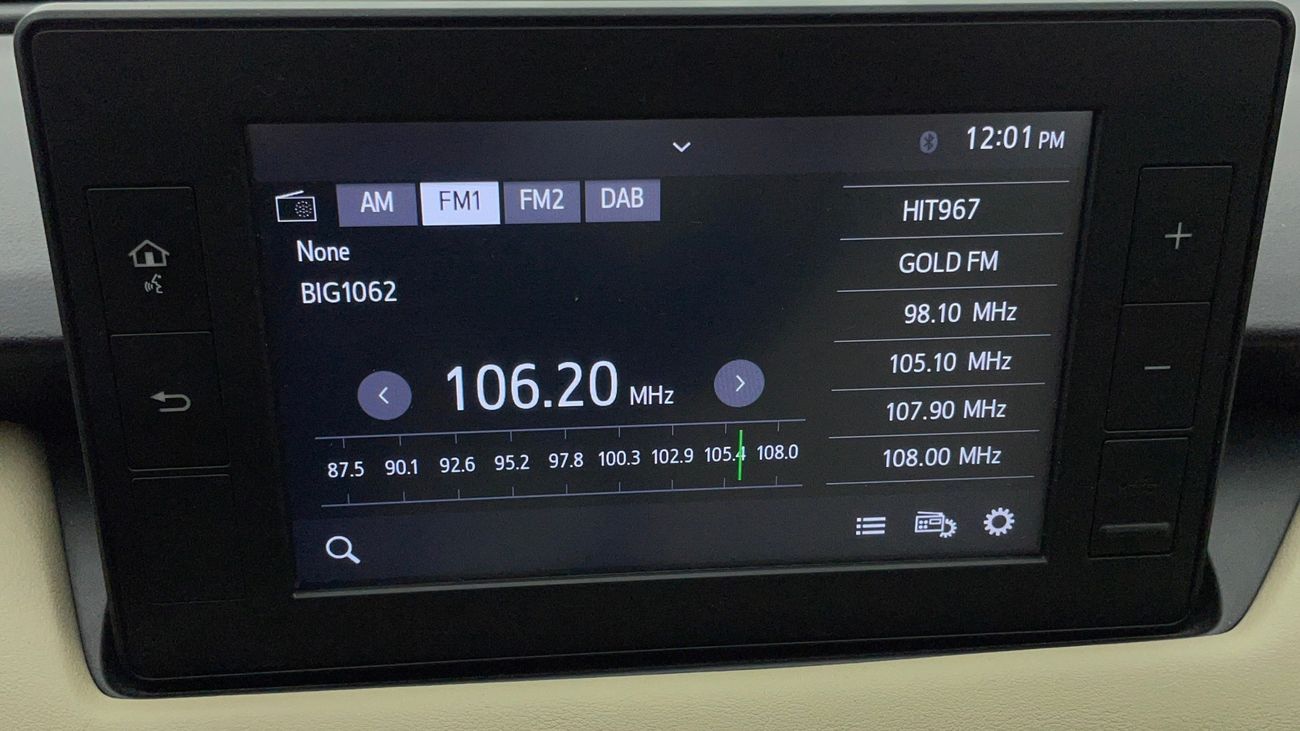 12:01 PM
AM FM1 FM2 DAB
None
BIG1062
106.20 MHz
87.5 90.1 92.6 95.2 97.8 100.3 102.9 105.4 108.0
HIT967
GOLD FM
98.10 MHz
105.10 MHz
107.90 MHz
108.00 MHz
+
−